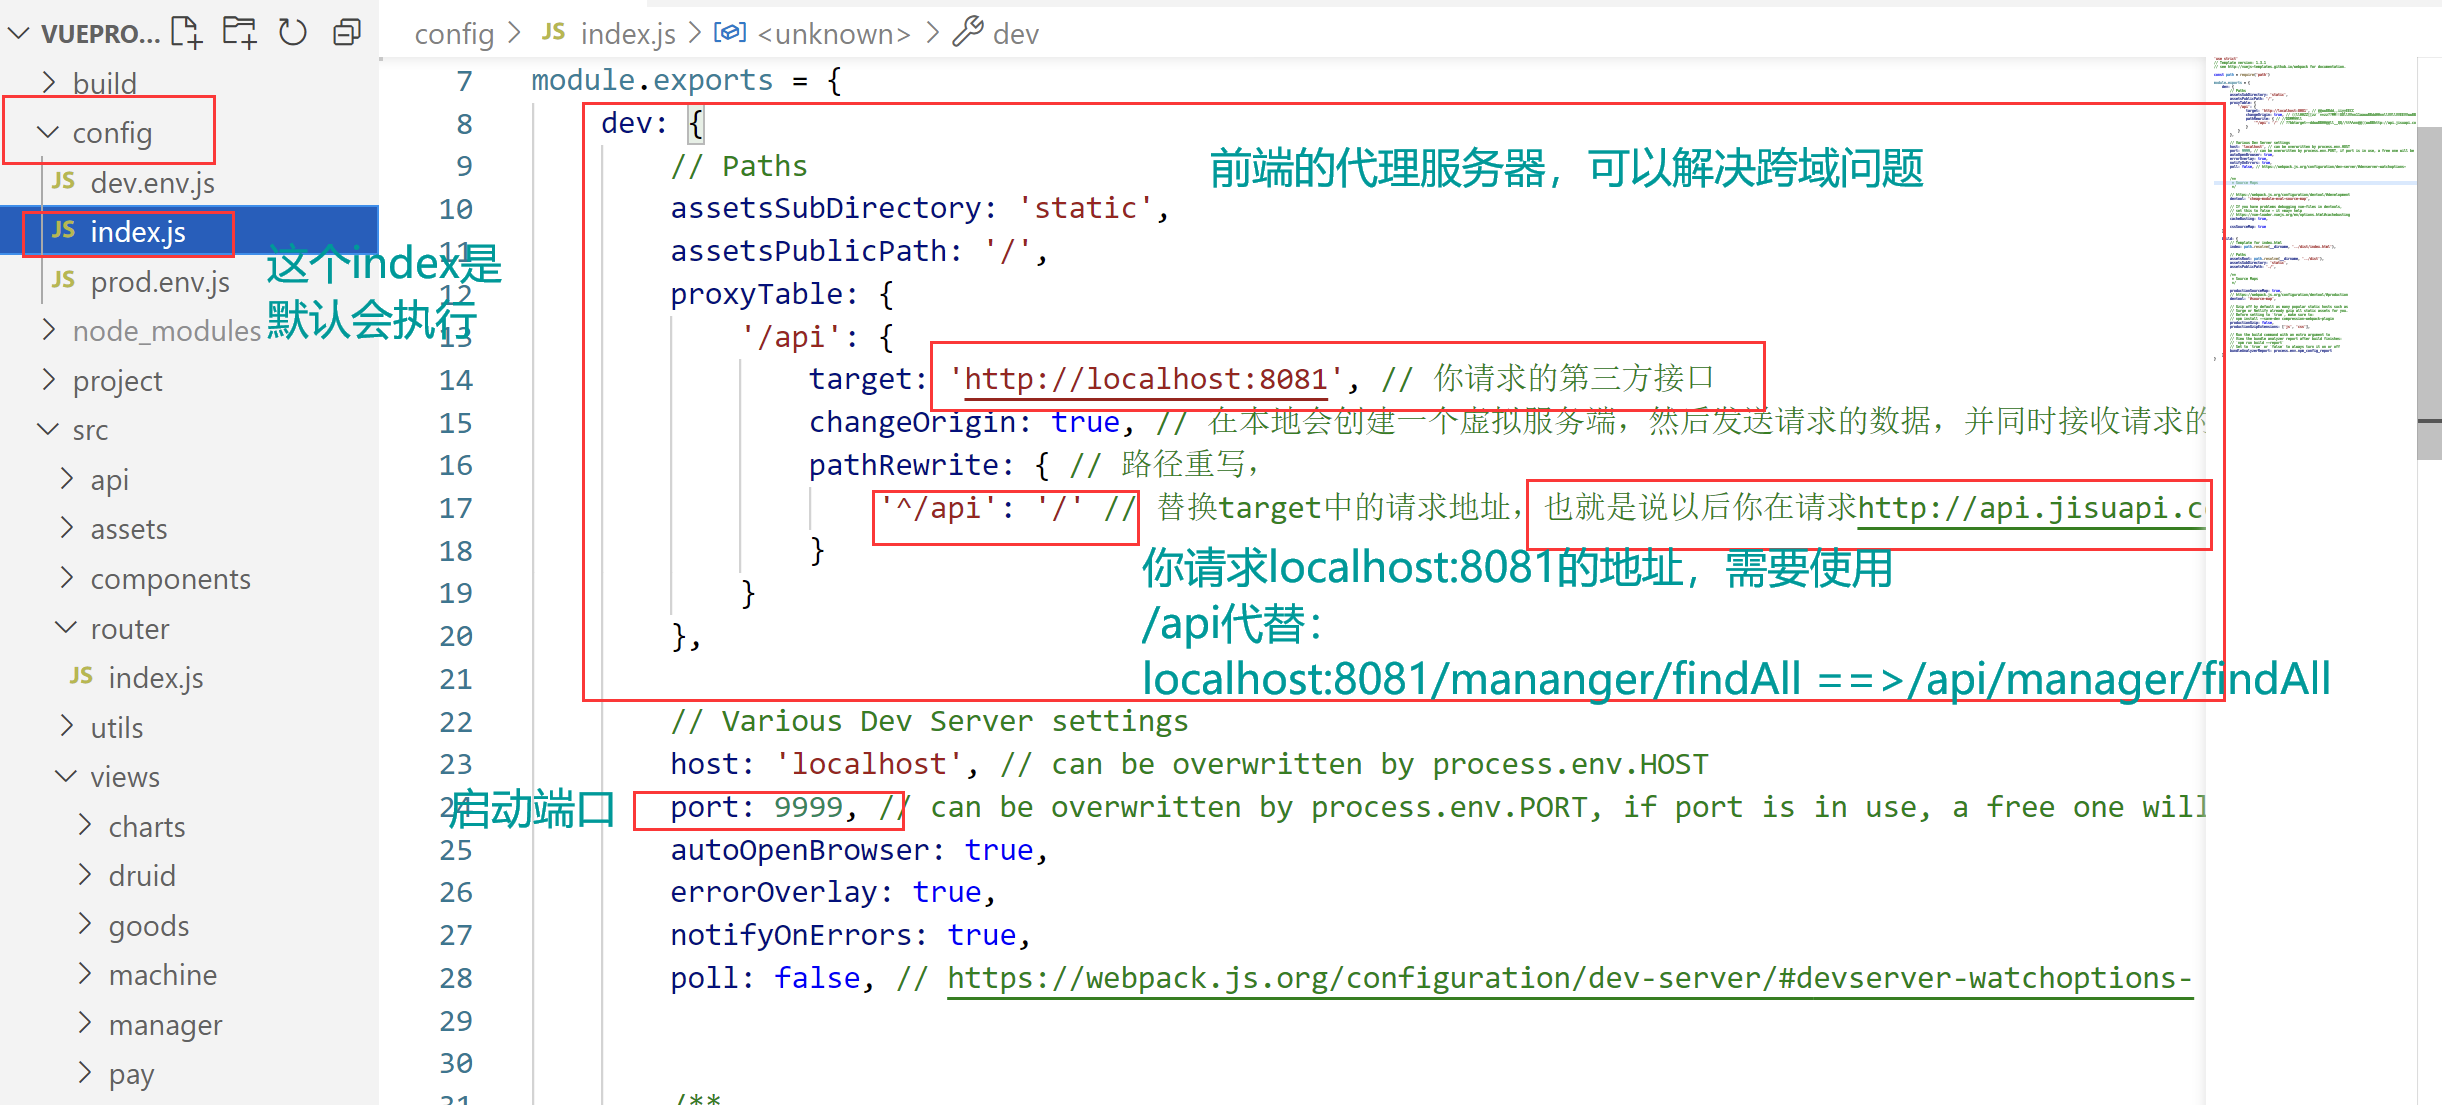 VUEPRO...
build
config
dev.env.js
index.js
prod.env.js
node_modules
project
src
api
assets
components
router
index.js
utils
views
charts
druid
goods
machine
manager
pay
这个index是
默认会执行
config > JS index.js > <unknown> > dev
7 module.exports = {
8 dev: {
9 // Paths
前端的代理服务器，可以解决跨域问题
10 assetsSubDirectory: 'static',
11 assetsPublicPath: '/',
12 proxyTable: {
13 '/api': {
14 target: 'http://localhost:8081', // 你请求的第三方接口
15 changeOrigin: true, // 在本地会创建一个虚拟服务端，然后发送请求的数据，并同时接收请求的
16 pathRewrite: { // 路径重写，
17 '^/api': '/' // 替换target中的请求地址，也就是说以后你在请求http://api.jisuapi.c
18 }
你请求localhost:8081的地址，需要使用
19 }
/api代替：
20 },
21
localhost:8081/mananger/findAll ==>/api/manager/findAll
22 // Various Dev Server settings
23 host: 'localhost', // can be overwritten by process.env.HOST
启动端口
24 port: 9999, // can be overwritten by process.env.PORT, if port is in use, a free one will
25 autoOpenBrowser: true,
26 errorOverlay: true,
27 notifyOnErrors: true,
28 poll: false, // https://webpack.js.org/configuration/dev-server/#devserver-watchoptions-
29
30
31 /**